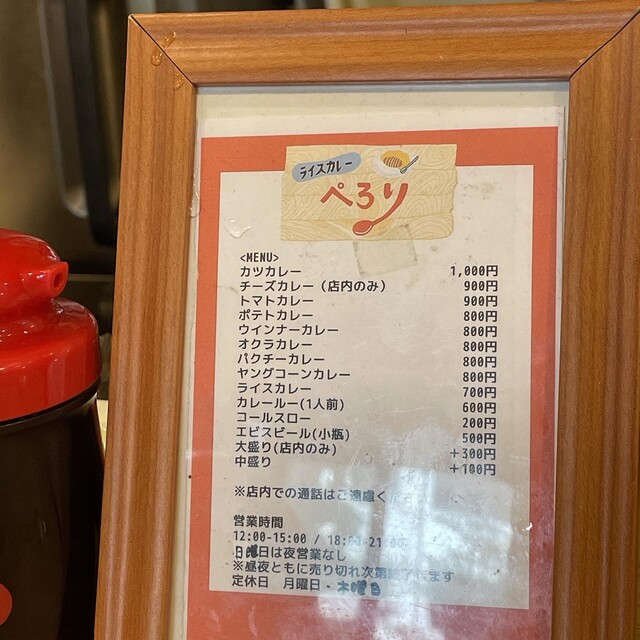 ライスカレー
ぺろり
<MENU>
カツカレー 1,000円
チーズカレー(店内のみ) 900円
トマトカレー 900円
ポテトカレー 800円
ウインナーカレー 800円
オクラカレー 800円
パクチーカレー 800円
ヤングコーンカレー 800円
ライスカレー 700円
カレールー(1人前) 600円
コールスロー 200円
エビスビール(小瓶) 500円
大盛り(店内のみ) +300円
中盛り +100円
※店内での通話はご遠慮く
営業時間
12:00-15:00 / 18:00-21:
日曜日は夜営業なし
※昼夜ともに売り切れ次第ます
定休日 月曜日・木曜日